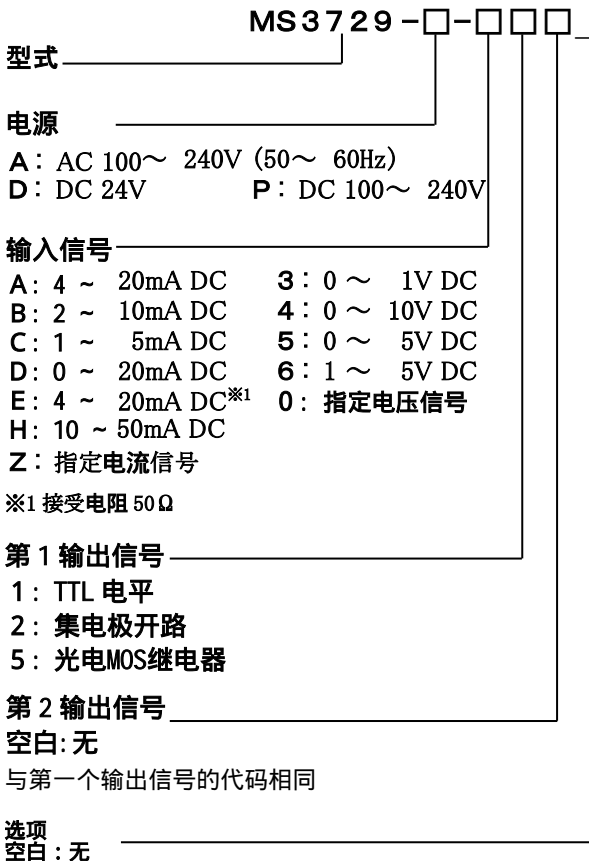 MS3729-□-□□□_
型式
电源
A: AC 100～ 240V (50～ 60Hz)
D: DC 24V P: DC 100～ 240V
输入信号
A: 4 ~ 20mA DC 3: 0 ～ 1V DC
B: 2 ~ 10mA DC 4: 0 ～ 10V DC
C: 1 ~ 5mA DC 5: 0 ～ 5V DC
D: 0 ~ 20mA DC 6: 1 ～ 5V DC
E: 4 ~ 20mA DC※1 0: 指定电压信号
H: 10 ~ 50mA DC
Z: 指定电流信号
※1 接受电阻 50Ω
第 1 输出信号
1: TTL 电平
2: 集电极开路
5: 光电MOS继电器
第 2 输出信号
空白: 无
与第一个输出信号的代码相同
选项
空白: 无